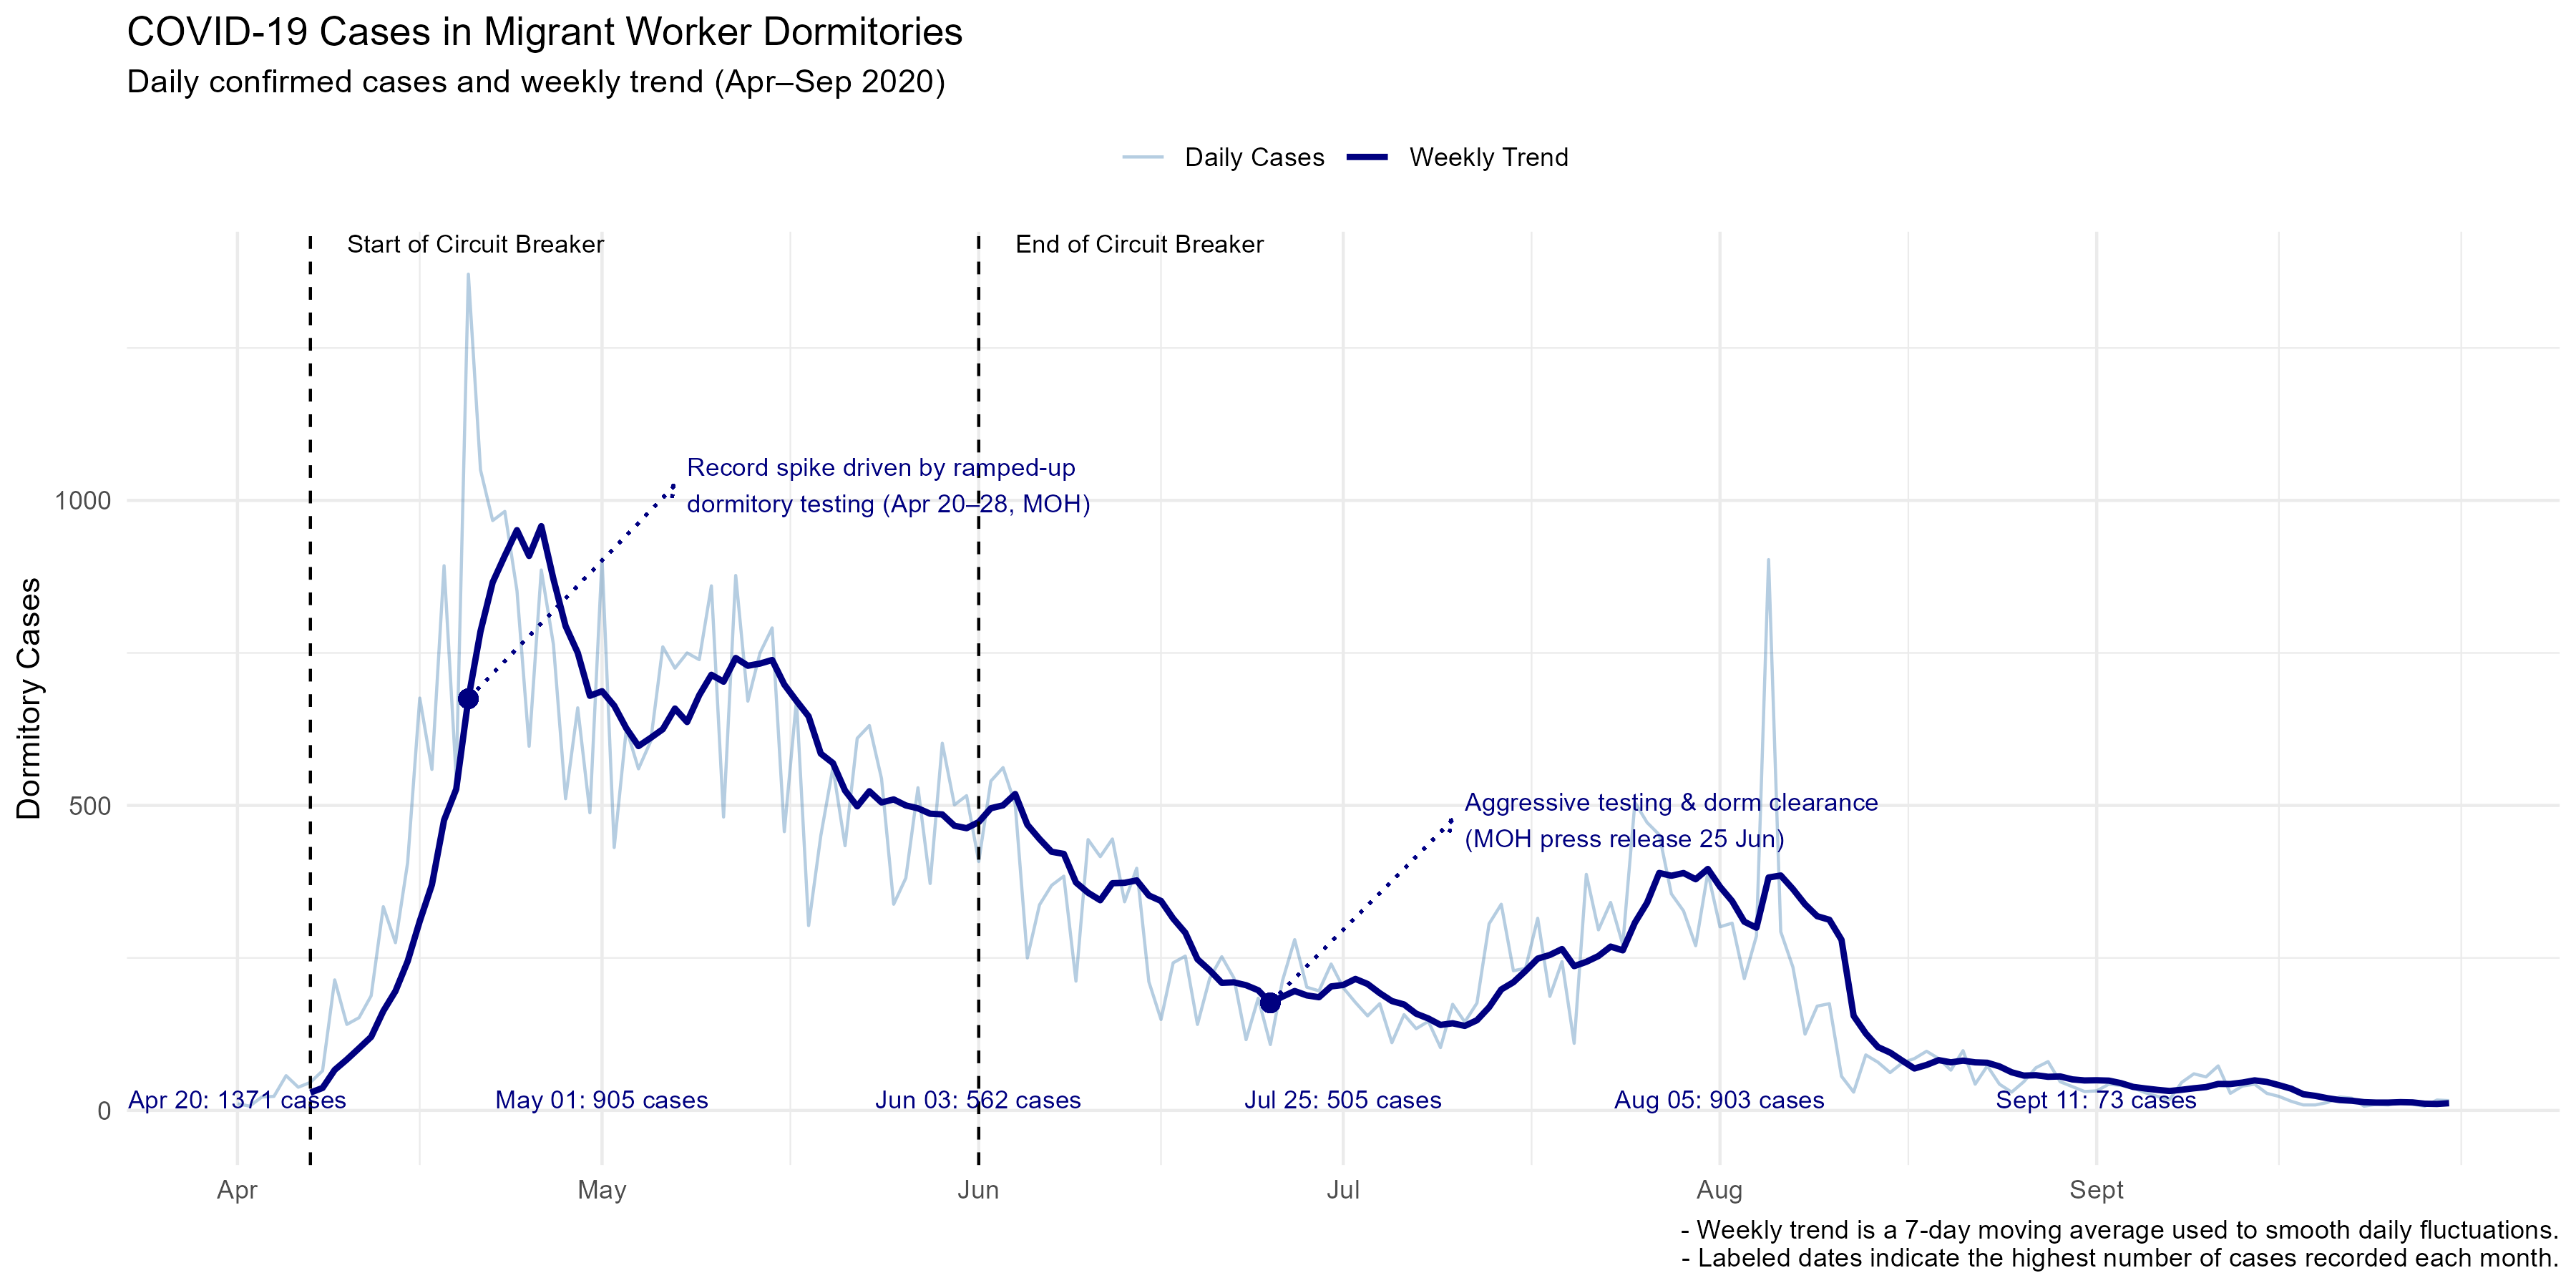 COVID-19 Cases in Migrant Worker Dormitories
Daily confirmed cases and weekly trend (Apr–Sep 2020)
Daily Cases
Weekly Trend
Start of Circuit Breaker
End of Circuit Breaker
Record spike driven by ramped-up
dormitory testing (Apr 20–28, MOH)
Aggressive testing & dorm clearance
(MOH press release 25 Jun)
Dormitory Cases
1000
500
0
Apr 20: 1371 cases
May 01: 905 cases
Jun 03: 562 cases
Jul 25: 505 cases
Aug 05: 903 cases
Sept 11: 73 cases
Apr
May
Jun
Jul
Aug
Sept
- Weekly trend is a 7-day moving average used to smooth daily fluctuations.
- Labeled dates indicate the highest number of cases recorded each month.